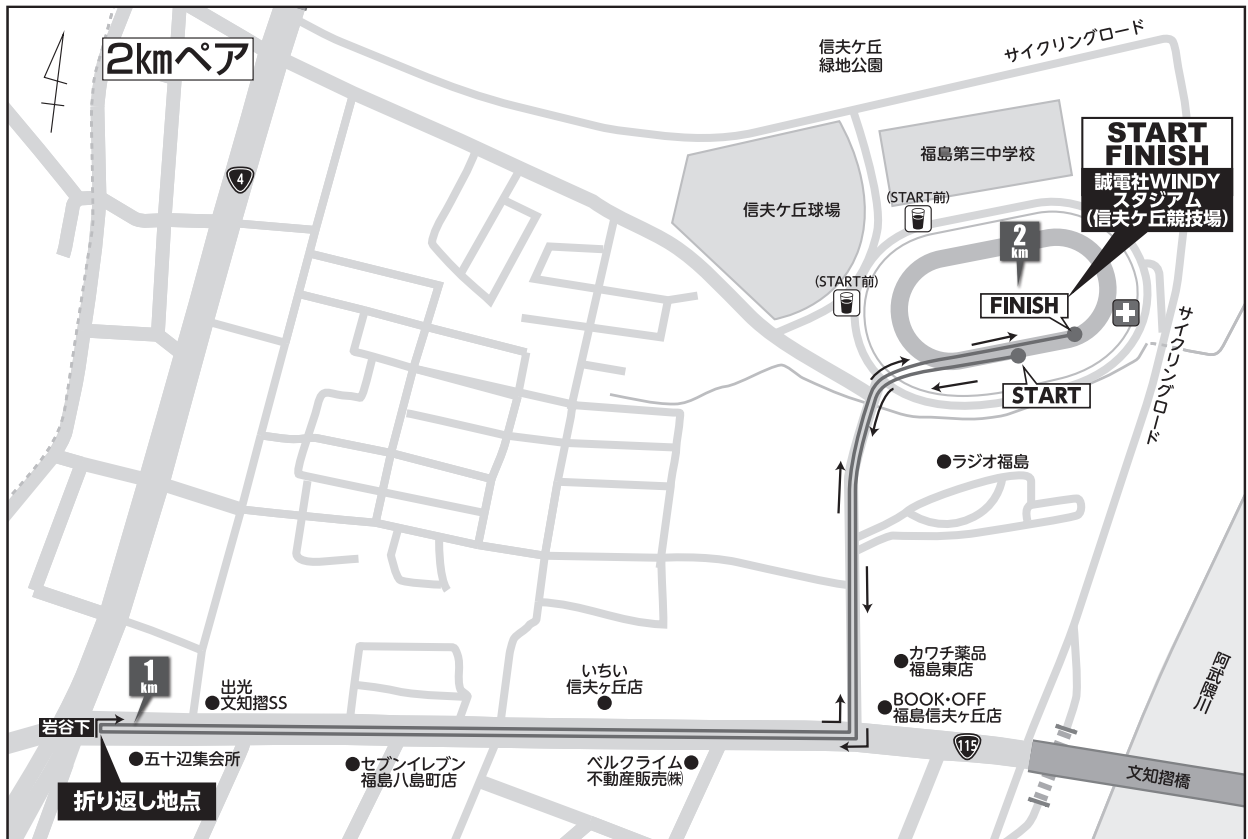 2kmペア
信夫ケ丘
緑地公園
サイクリングロード
START
FINISH
誠電社WINDY
スタジアム
(信夫ケ丘競技場)
福島第三中学校
4
信夫ケ丘球場
(START前)
2
km
(START前)
FINISH
START
サイクリングロード
ラジオ福島
カワチ薬品
福島東店
いちい
信夫ヶ丘店
1
km
出光
文知摺SS
BOOK・OFF
福島信夫ヶ丘店
阿武隈川
岩谷下
五十辺集会所
セブンイレブン
福島八島町店
ベルクライム
不動産販売㈱
115
文知摺橋
折り返し地点